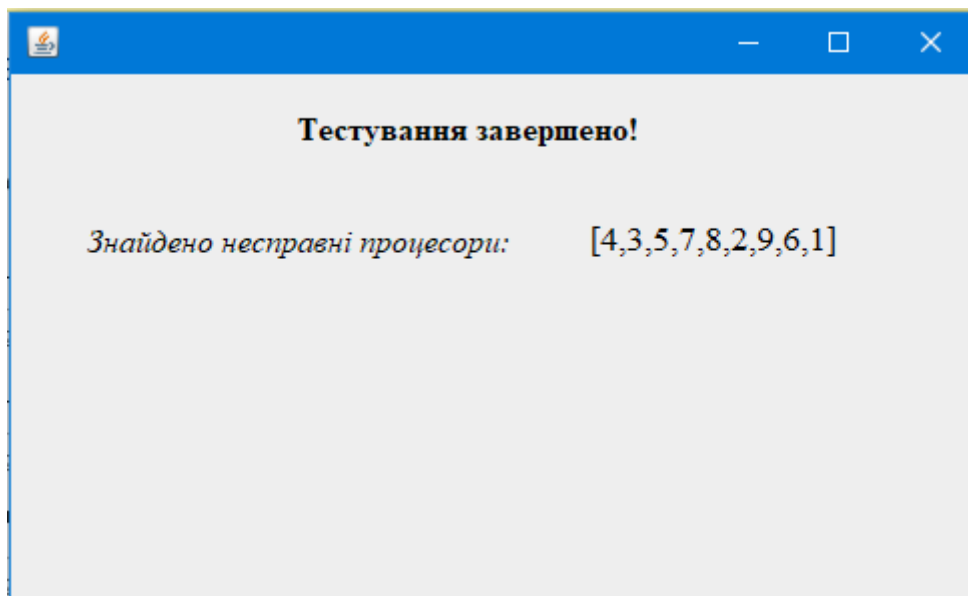 Тестування завершено!
Знайдено несправні процесори: [4,3,5,7,8,2,9,6,1]